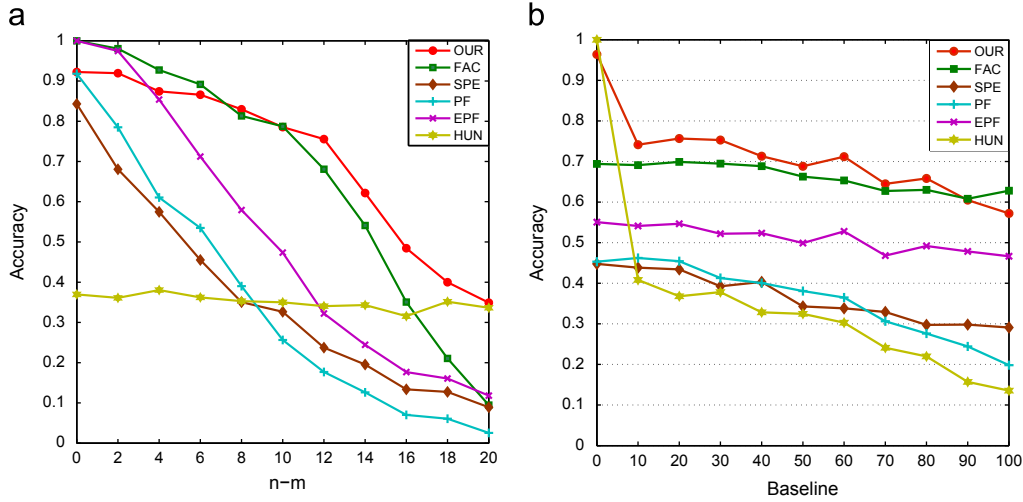 a
1
0.9
0.8
0.7
0.6
0.5
0.4
0.3
0.2
0.1
0
0 2 4 6 8 10 12 14 16 18 20
Accuracy
n−m
OUR
FAC
SPE
PF
EPF
HUN
b
1
0.9
0.8
0.7
0.6
0.5
0.4
0.3
0.2
0.1
0
0 10 20 30 40 50 60 70 80 90 100
Accuracy
Baseline
OUR
FAC
SPE
PF
EPF
HUN